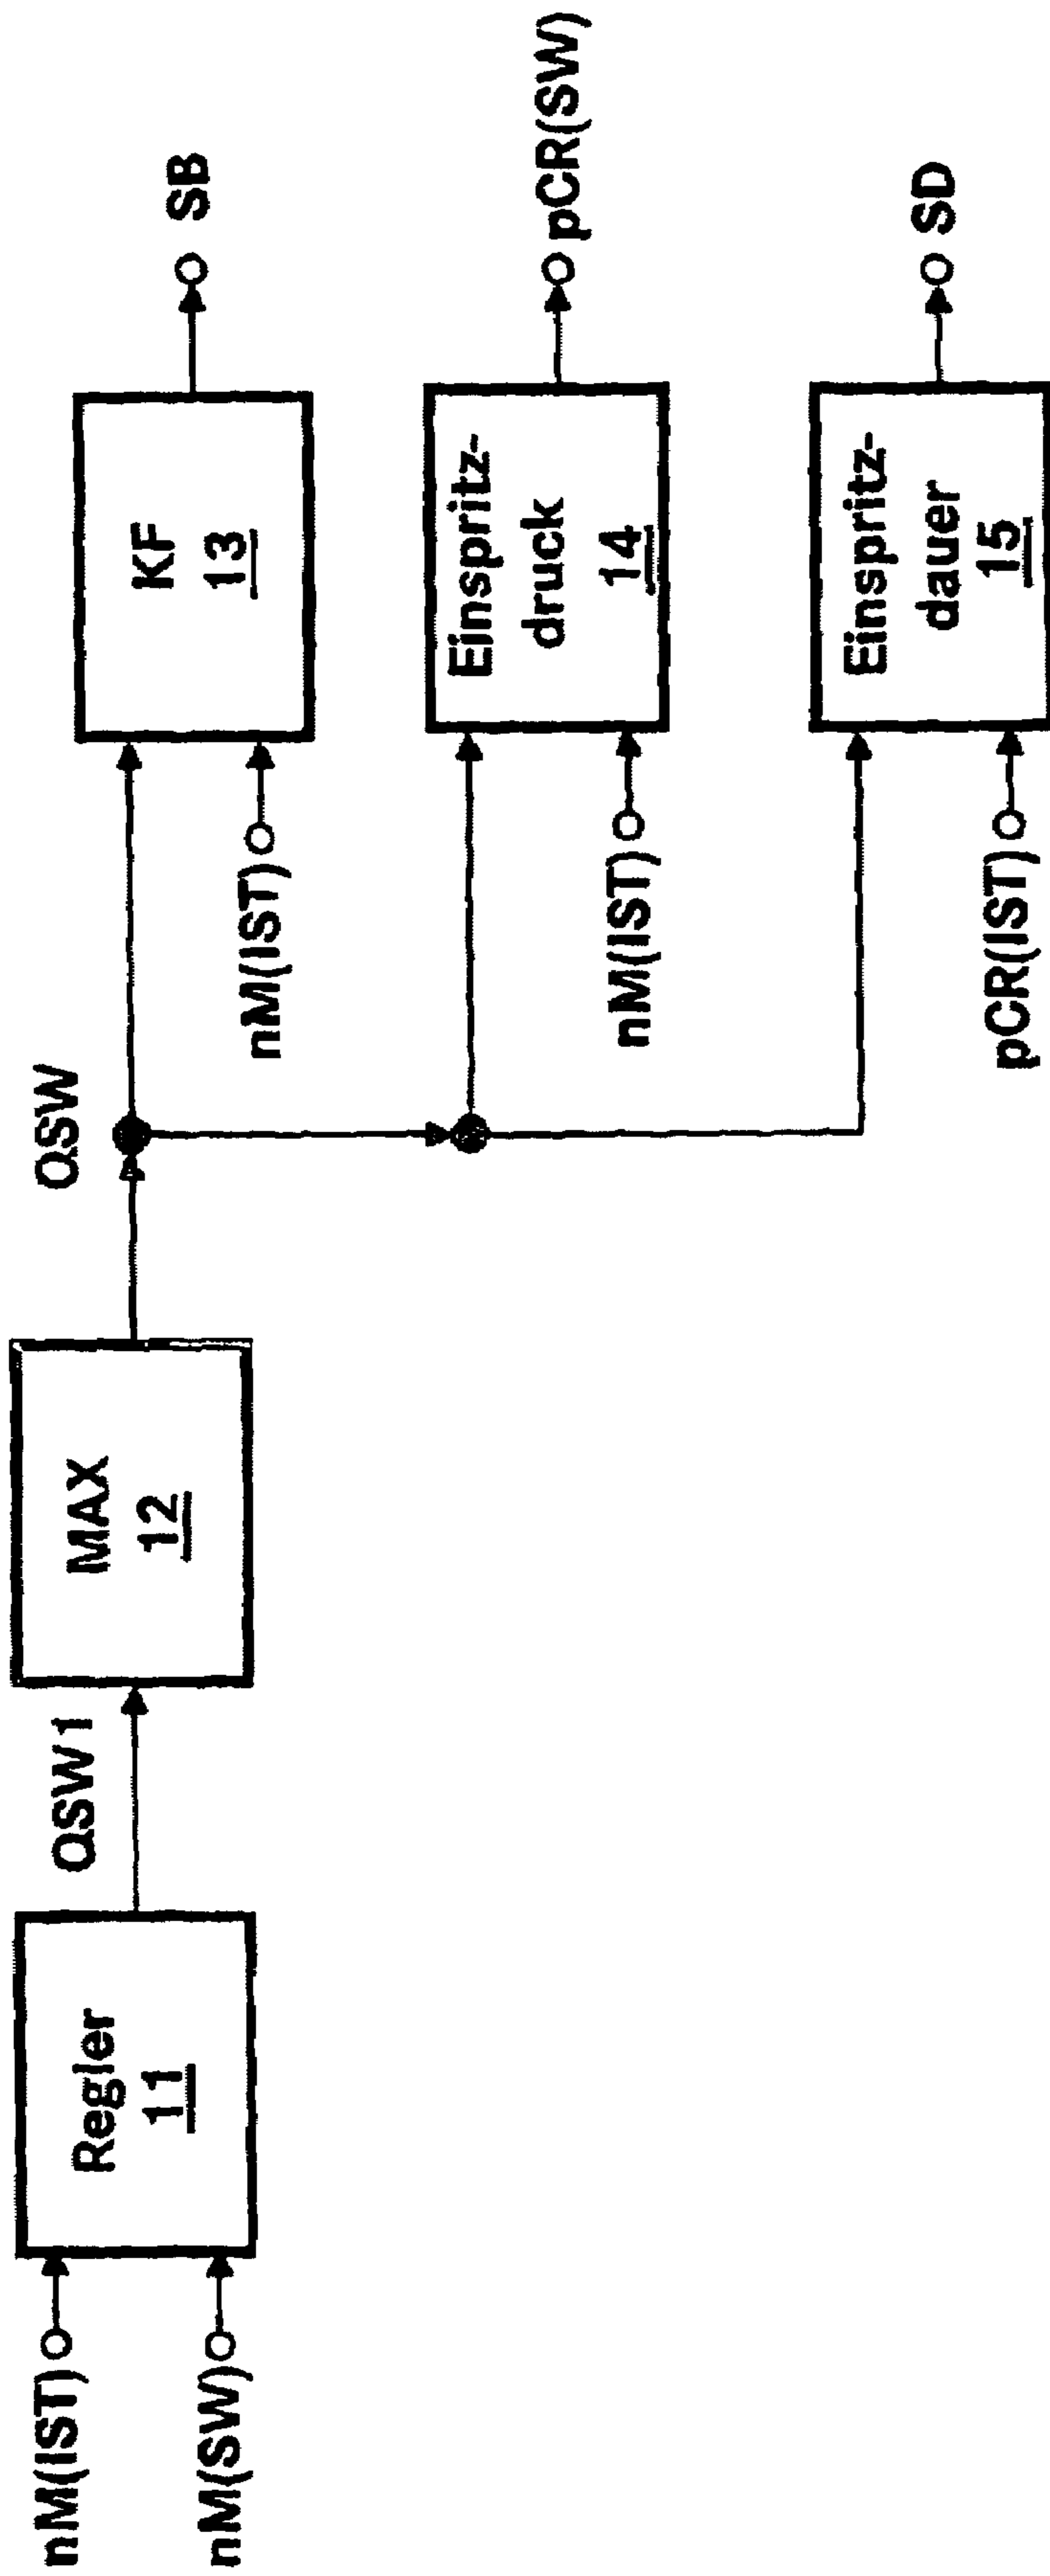 nM(IST)
nM(SW)
Regler
11
QSW1
MAX
12
QSW
nM(IST)
KF
13
SB
nM(IST)
Einspritz-
druck
14
pCR(SW)
pCR(IST)
Einspritz-
dauer
15
SD